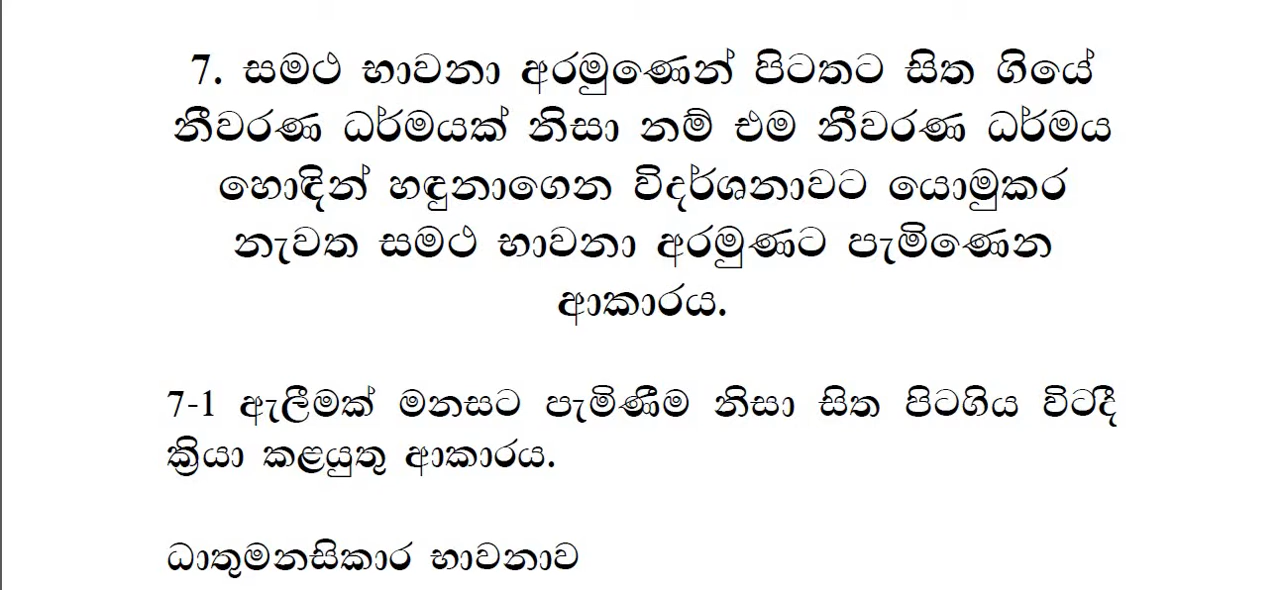 7. සමථ භාවනා අරමුණෙන් පිටතට සිත ගියේ
නීවරණ ධර්මයක් නිසා නම් එම නීවරණ ධර්මය
හොඳින් හඳුනාගෙන විදර්ශනාවට යොමුකර
නැවත සමථ භාවනා අරමුණට පැමිණෙන
ආකාරය.
7-1 ඇලීමක් මනසට පැමිණීම නිසා සිත පිටගිය විටදී
ක්‍රියා කළයුතු ආකාරය.
ධාතුමනසිකාර භාවනාව